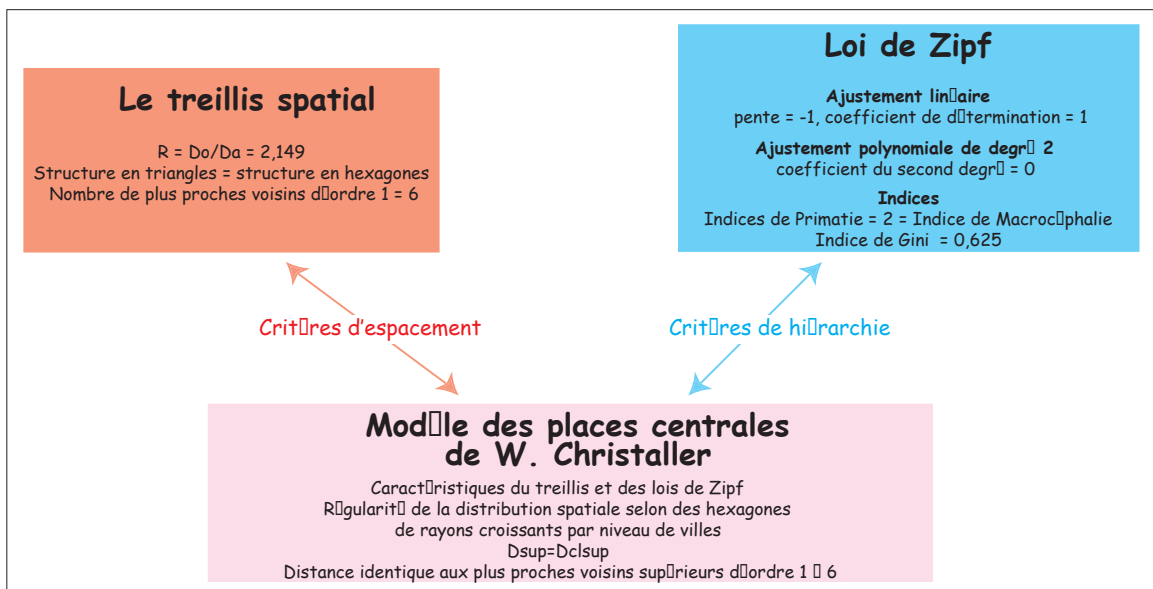 Le treillis spatial
R = Do/Da = 2,149
Structure en triangles = structure en hexagones
Nombre de plus proches voisins d▯ordre 1 = 6
Loi de Zipf
Ajustement lin▯aire
pente = -1, coefficient de d▯termination = 1
Ajustement polynomiale de degr▯ 2
coefficient du second degr▯ = 0
Indices
Indices de Primatie = 2 = Indice de Macroc▯phalie
Indice de Gini = 0,625
Crit▯res d'espacement
Crit▯res de hi▯rarchie
Mod▯le des places centrales
de W. Christaller
Caract▯ristiques du treillis et des lois de Zipf
R▯gularit▯ de la distribution spatiale selon des hexagones
de rayons croissants par niveau de villes
Dsup=Dclsup
Distance identique aux plus proches voisins sup▯rieurs d▯ordre 1 ▯ 6